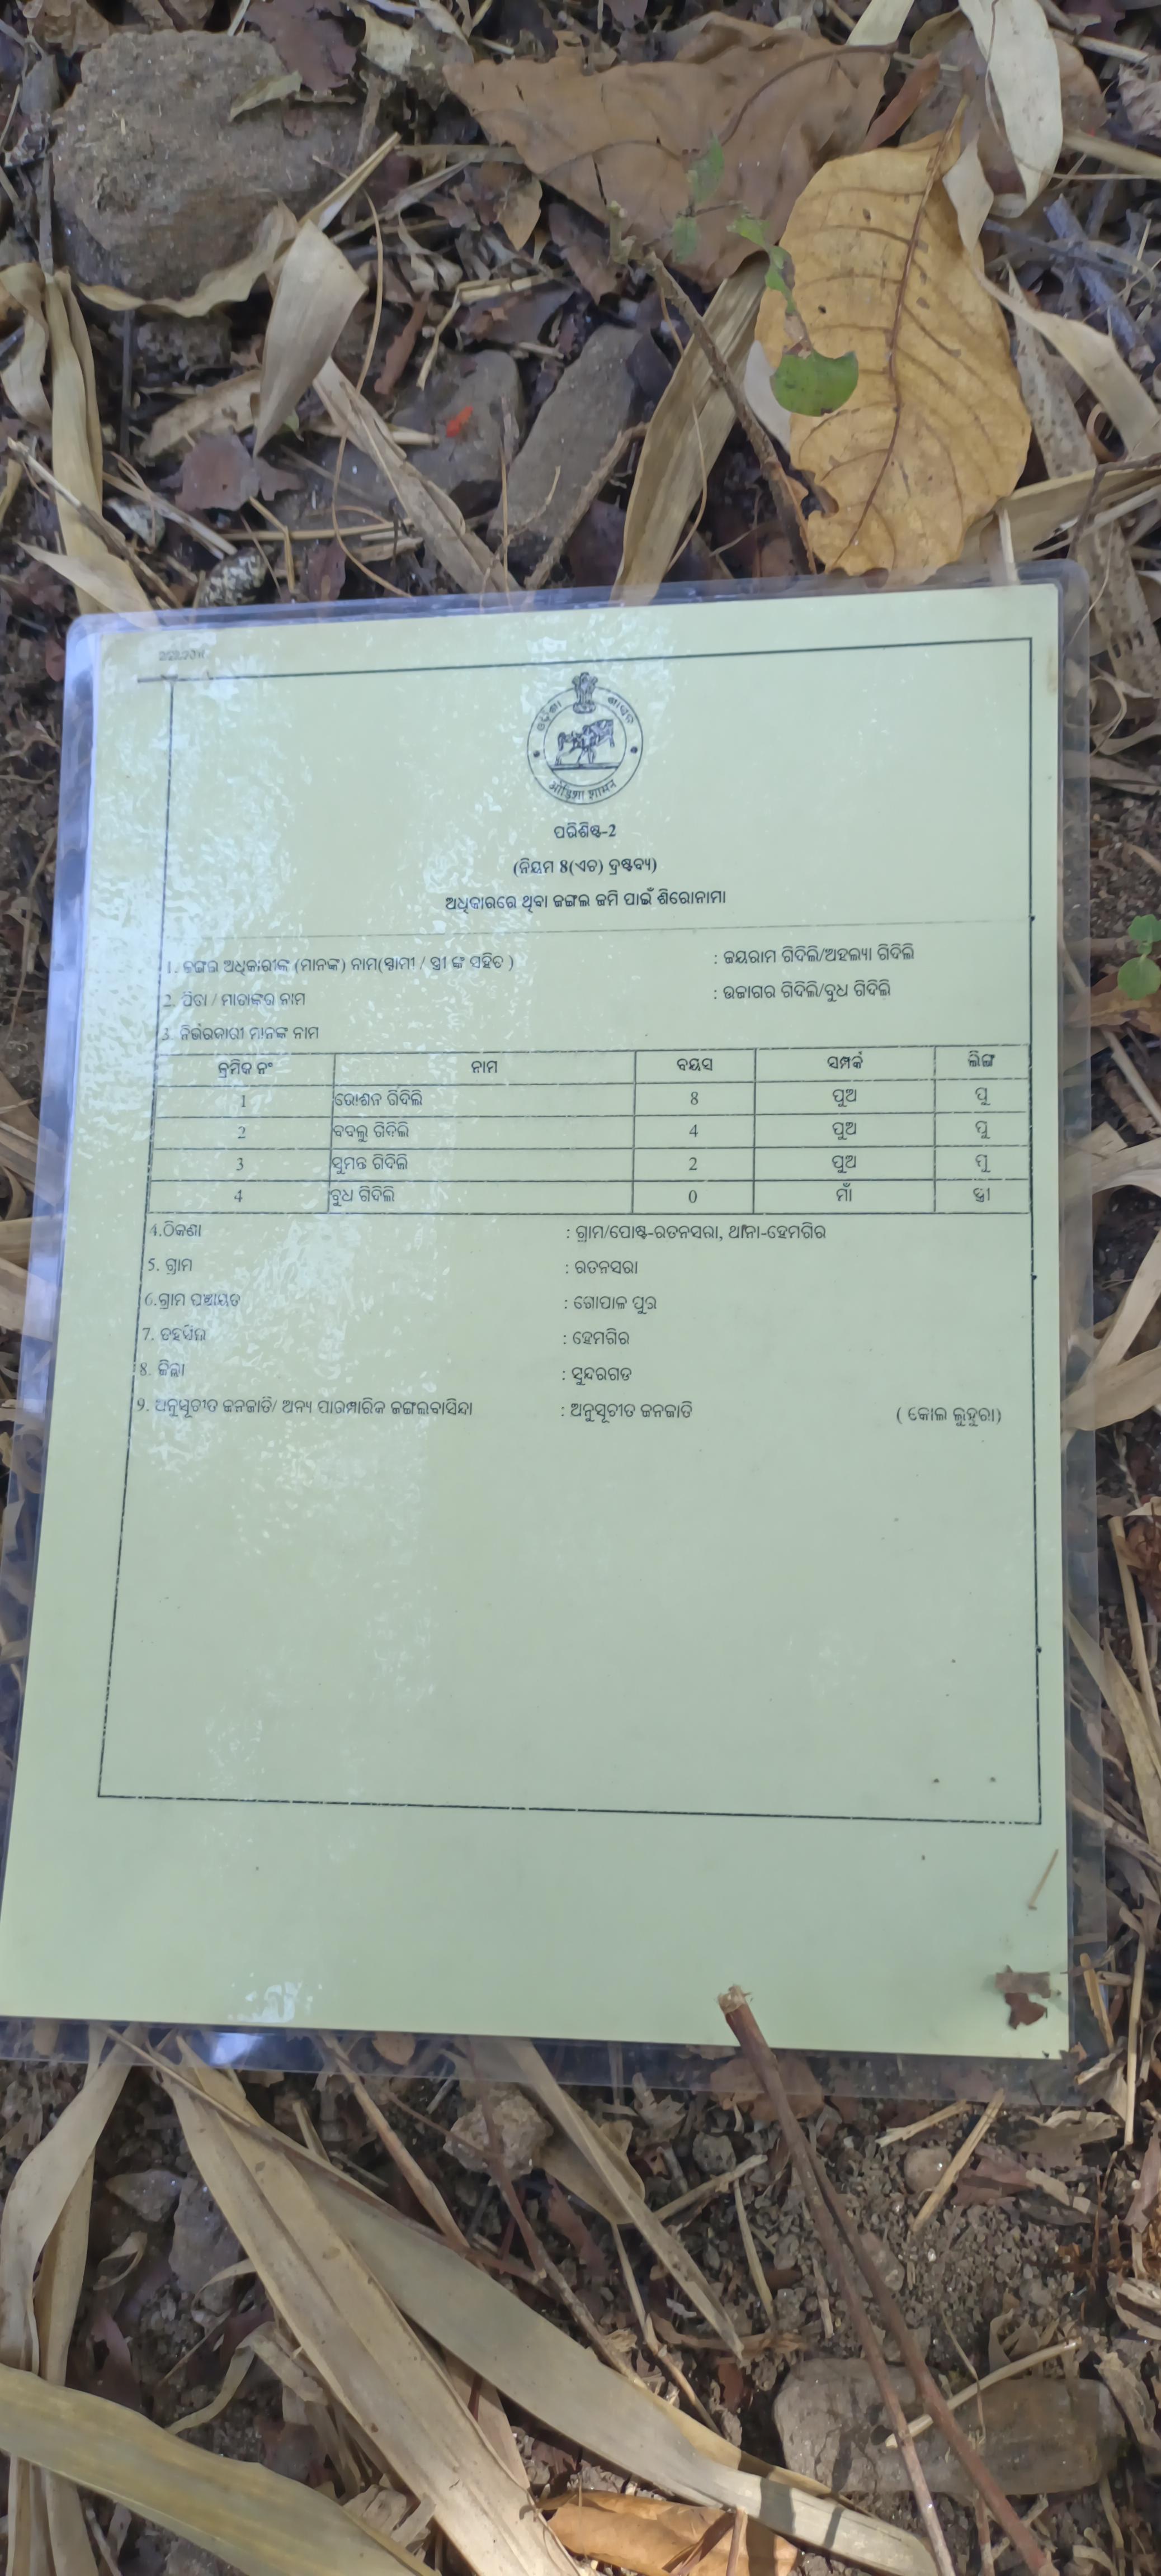 ଓଡ଼ିଶା ଶାସନ
ओड़िशा शासन
ପରିଶିଷ୍ଟ-2
(ନିୟମ 8(ଏଚ) ଦ୍ରଷ୍ଟବ୍ୟ)
ଅଧିକାରରେ ଥିବା ଜଙ୍ଗଲ ଜମି ପାଇଁ ଶିରୋନାମା
1. ଜଙ୍ଗଲ ଅଧିକାରୀଙ୍କ (ମାନଙ୍କ) ନାମ(ସ୍ଵାମୀ / ସ୍ତ୍ରୀ ଙ୍କ ସହିତ ) : ଜୟରାମ ଗିଦିଲି/ଅହଲ୍ୟା ଗିଦିଲି
2. ପିତା / ମାତାଙ୍କର ନାମ : ଉଜାଗର ଗିଦିଲି/ବୁଧ ଗିଦିଲି
3. ନିର୍ଭରକାରୀ ମାନଙ୍କ ନାମ
କ୍ରମିକ ନଂ ନାମ ବୟସ ସମ୍ପର୍କ ଲିଙ୍ଗ
1 ଭୋଶନ ଗିଦିଲି 8 ପୁଅ ପୁ
2 ବବଲୁ ଗିଦିଲି 4 ପୁଅ ପୁ
3 ସୁମନ୍ତ ଗିଦିଲି 2 ପୁଅ ପୁ
4 ବୁଧ ଗିଦିଲି 0 ମାଁ ସ୍ତ୍ରୀ
4.ଠିକଣା : ଗ୍ରାମ/ପୋଷ୍ଟ-ରତନସରା, ଥାନା-ହେମଗିର
5. ଗ୍ରାମ : ରତନସରା
6.ଗ୍ରାମ ପଞ୍ଚାୟତ : ଗୋପାଳ ପୁର
7. ତହସିଲ : ହେମଗିର
8. ଜିଲ୍ଲା : ସୁନ୍ଦରଗଡ
9. ଅନୁସୂଚୀତ ଜନଜାତି/ ଅନ୍ୟ ପାରମ୍ପାରିକ ଜଙ୍ଗଲବାସିନ୍ଦା : ଅନୁସୂଚୀତ ଜନଜାତି ( କୋଲ ଲୁହୁରା)